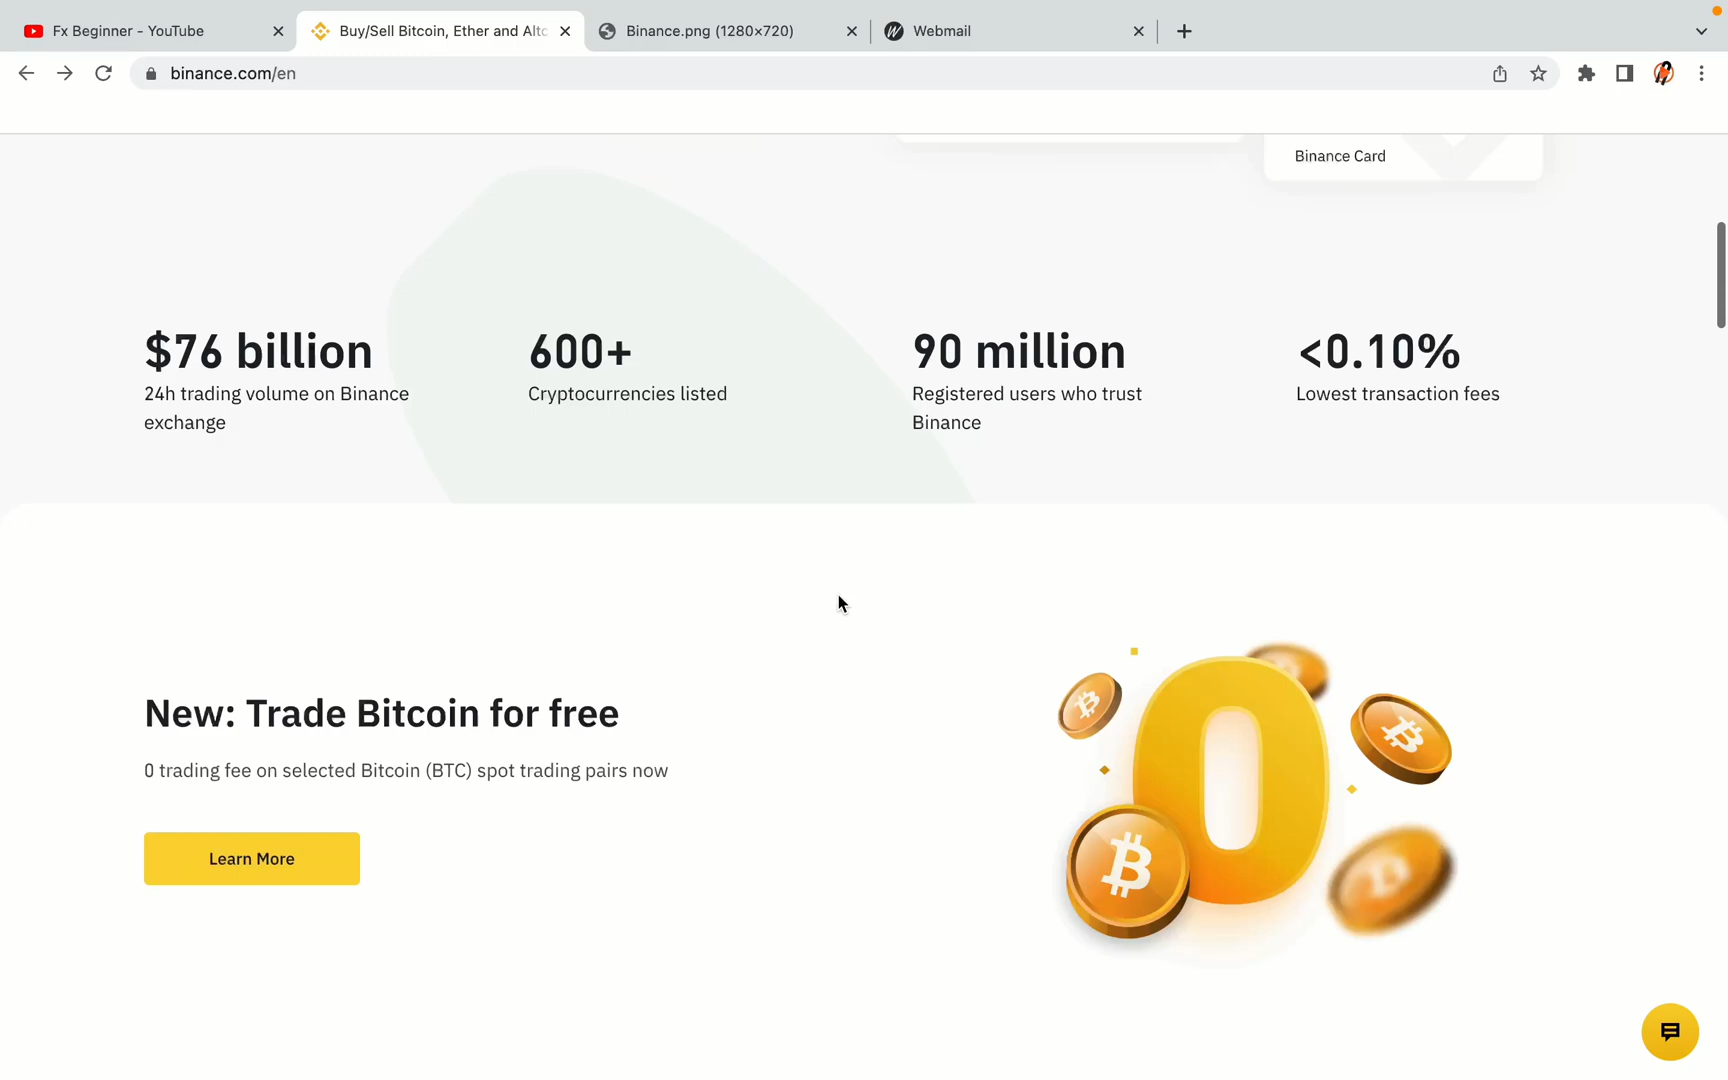 Fx Beginner - YouTube
Buy/Sell Bitcoin, Ether and Altc
Binance.png (1280×720)
Webmail
binance.com/en
Binance Card
$76 billion
600+
90 million
<0.10%
24h trading volume on Binance
exchange
Cryptocurrencies listed
Registered users who trust
Binance
Lowest transaction fees
New: Trade Bitcoin for free
0 trading fee on selected Bitcoin (BTC) spot trading pairs now
Learn More
0